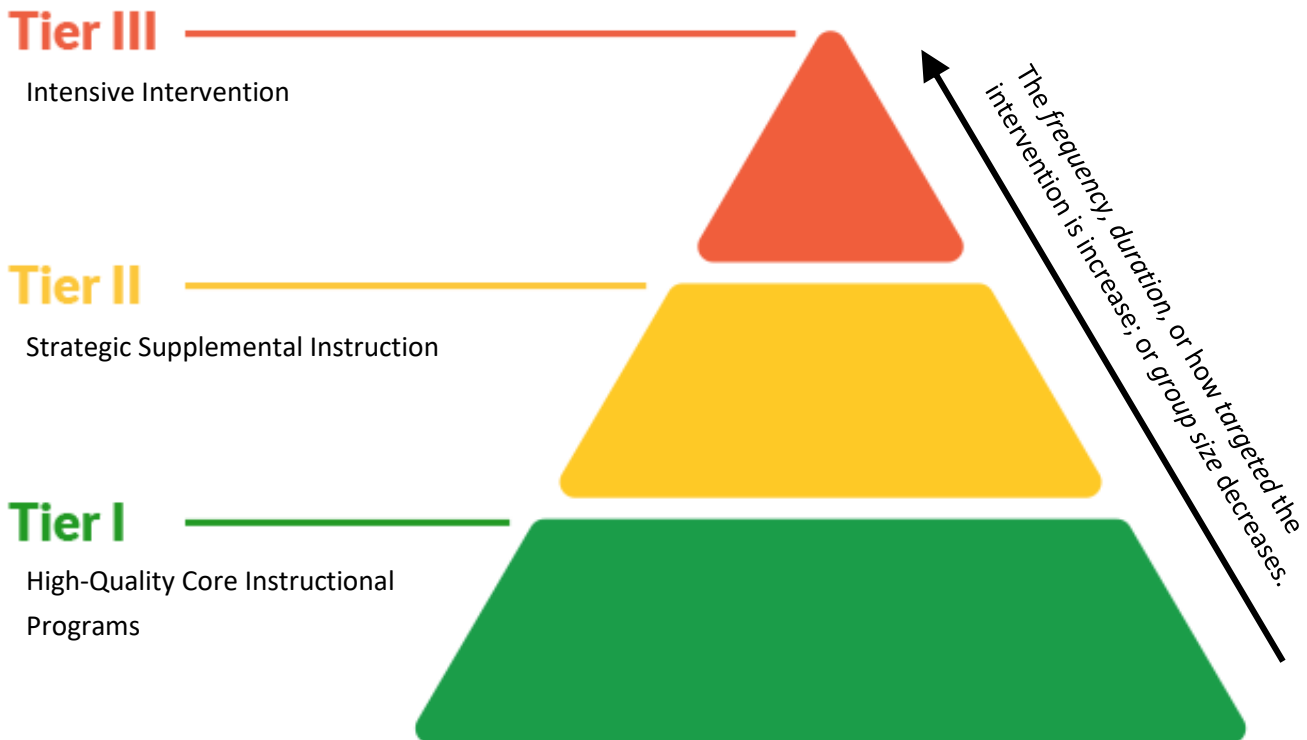 Tier III
Intensive Intervention
The frequency, duration, or how targeted the
intervention is increase; or group size decreases.
Tier II
Strategic Supplemental Instruction
Tier I
High-Quality Core Instructional
Programs